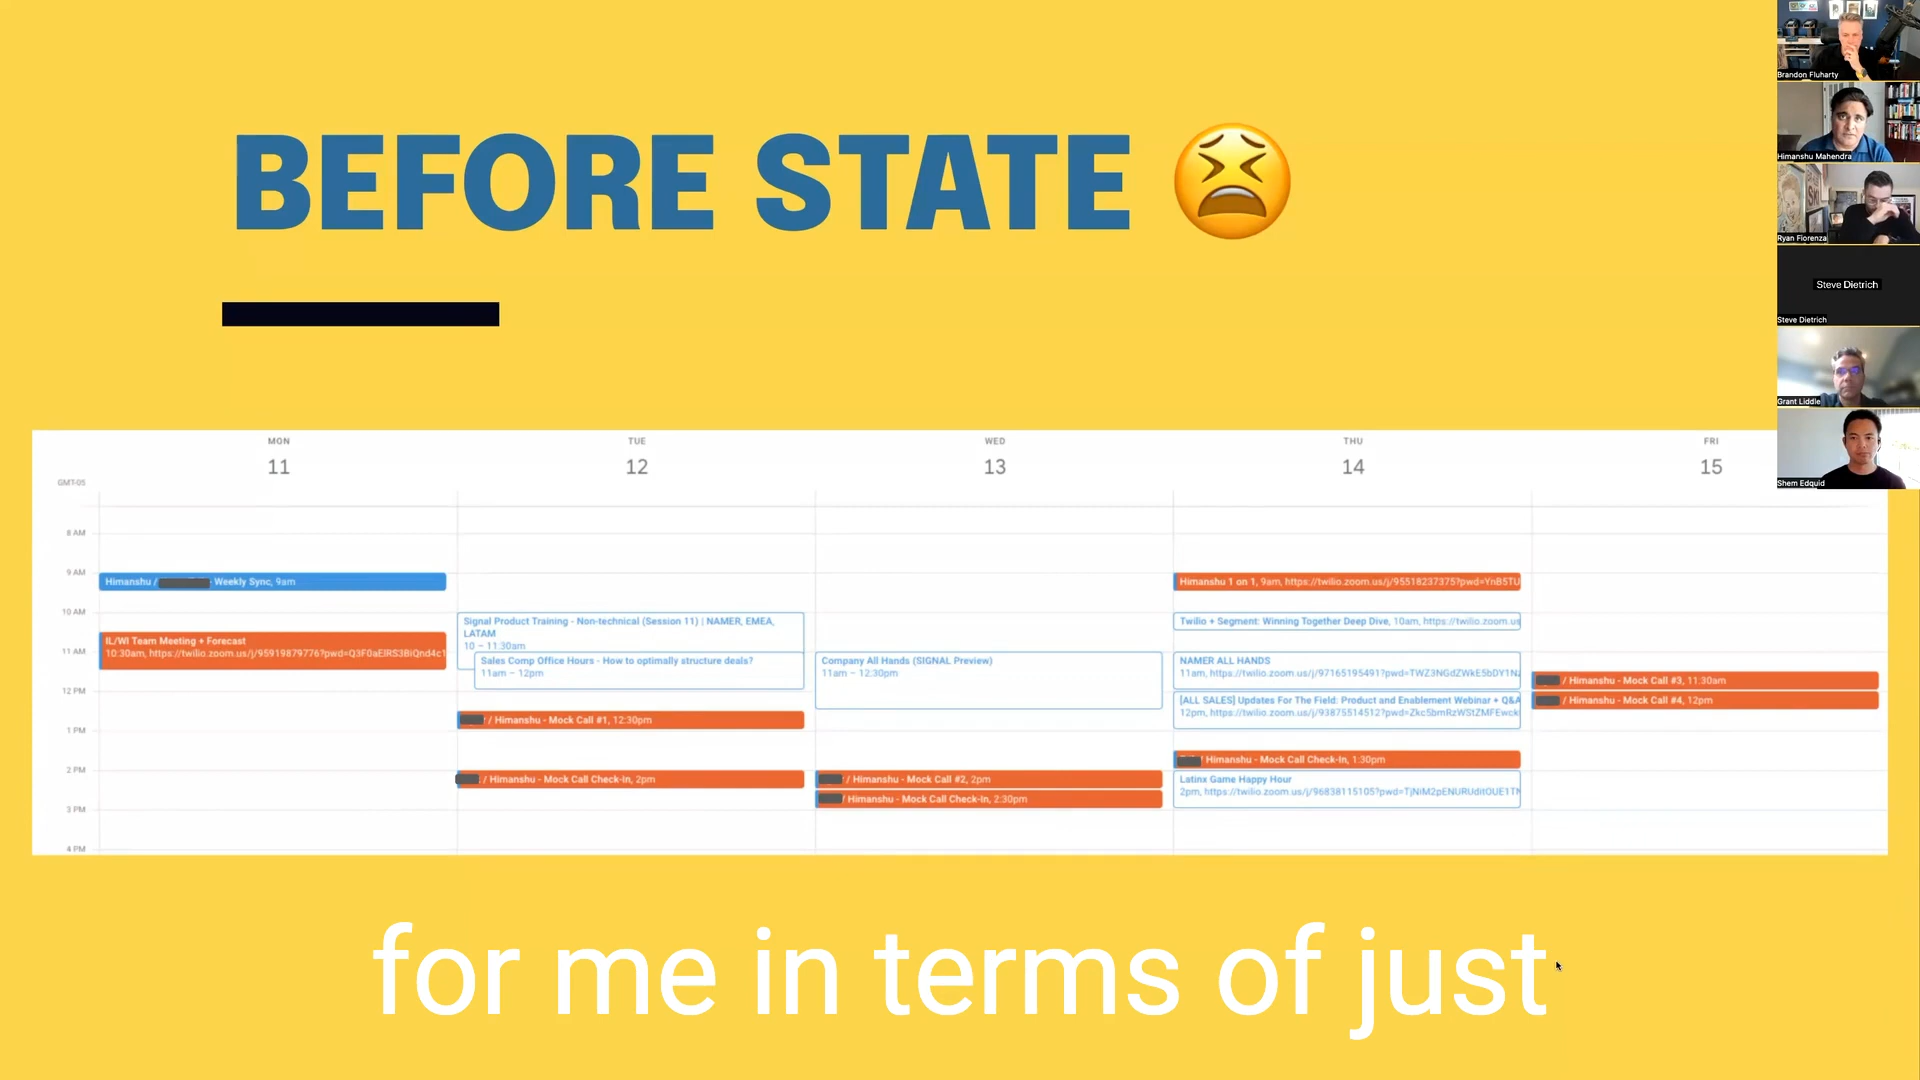 BEFORE STATE
Brandon Fluharty
Himanshu Mahendra
Ryan Fiorenza
Steve Dietrich
Steve Dietrich
Grant Liddle
Shem Edquid
MON
TUE
WED
THU
FRI
11
12
13
14
15
GMT-05
8 AM
9 AM
10 AM
11 AM
12 PM
1 PM
2 PM
3 PM
4 PM
Himanshu / - Weekly Sync, 9am
IL/WI Team Meeting + Forecast
10:30am, https://twilio.zoom.us/j/95919879776?pwd=
Signal Product Training - Non-technical (Session 11) | NAMER, EMEA,
LATAM
10 – 11:30am
Sales Comp Office Hours - How to optimally structure deals?
11am – 12pm
/ Himanshu - Mock Call #1, 12:30pm
/ Himanshu - Mock Call Check-In, 2pm
Company All Hands (SIGNAL Preview)
11am – 12:30pm
/ Himanshu - Mock Call #2, 2pm
/ Himanshu - Mock Call Check-In, 2:30pm
Himanshu 1 on 1, 9am, https://twilio.zoom.us/j/95518237375?pwd=YnB5TU
Twilio + Segment: Winning Together Deep Dive, 10am, https://twilio.zoom.us
NAMER ALL HANDS
11am, https://twilio.zoom.us/j/97165195491?pwd=
[ALL SALES] Updates For The Field: Product and Enablement Webinar + Q&A
12pm, https://twilio.zoom.us/j/93875514512?pwd=
/ Himanshu - Mock Call Check-In, 1:30pm
Latinx Game Happy Hour
2pm, https://twilio.zoom.us/j/96838115105?pwd=
/ Himanshu - Mock Call #3, 11:30am
/ Himanshu - Mock Call #4, 12pm
for me in terms of just